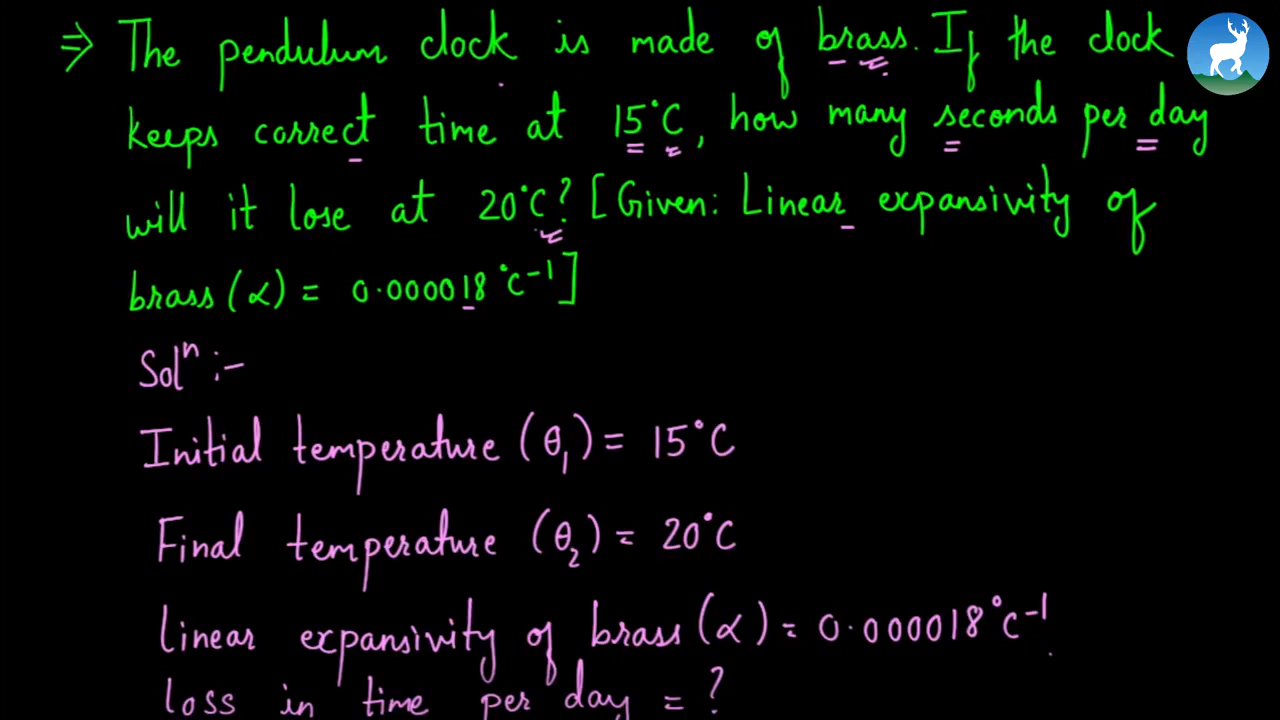 ⇒ The pendulum clock is made of brass. If the clock
keeps correct time at 15°C, how many seconds per day
will it lose at 20°C? [Given: Linear expansivity of
brass (α) = 0.000018 °C⁻¹]
Solⁿ :-
Initial temperature (θ₁) = 15°C
Final temperature (θ₂) = 20°C
Linear expansivity of brass (α) = 0.000018 °C⁻¹
loss in time per day = ?